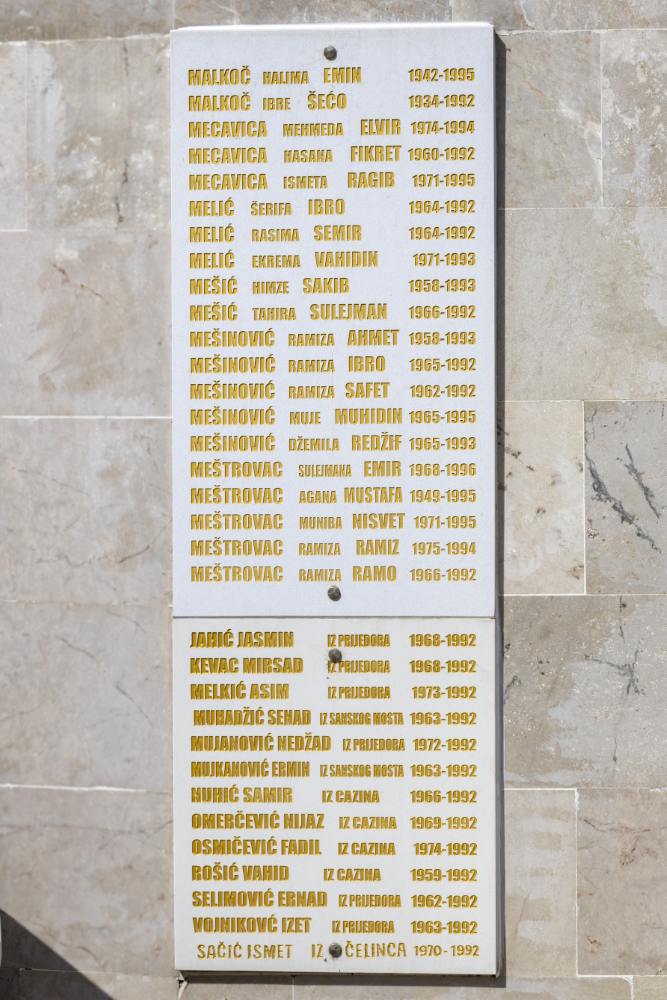 MALKOČ HALIMA EMIN 1942-1995
MALKOČ IBRE ŠEĆO 1934-1992
MECAVICA MEHMEDA ELVIR 1974-1994
MECAVICA HASANA FIKRET 1960-1992
MECAVICA ISMETA RAGIB 1971-1995
MELIĆ ŠERIFA IBRO 1964-1992
MELIĆ RASIMA SEMIR 1964-1992
MELIĆ EKREMA VAHIDIN 1971-1993
MEŠIĆ HIMZE SAKIB 1958-1993
MEŠIĆ TAHIRA SULEJMAN 1966-1992
MEŠINOVIĆ RAMIZA AHMET 1958-1993
MEŠINOVIĆ RAMIZA IBRO 1965-1992
MEŠINOVIĆ RAMIZA SAFET 1962-1992
MEŠINOVIĆ MUJE MUHIDIN 1965-1995
MEŠINOVIĆ DŽEMILA REDŽIF 1965-1993
MEŠTROVAC SULEJMANA EMIR 1968-1996
MEŠTROVAC AGANA MUSTAFA 1949-1995
MEŠTROVAC MUNIBA NISVET 1971-1995
MEŠTROVAC RAMIZA RAMIZ 1975-1994
MEŠTROVAC RAMIZA RAMO 1966-1992
JAHIĆ JASMIN IZ PRIJEDORA 1968-1992
KEVAC MIRSAD IZ PRIJEDORA 1968-1992
MELKIĆ ASIM IZ PRIJEDORA 1973-1992
MUHADŽIĆ SENAD IZ SANSKOG MOSTA 1963-1992
MUJANOVIĆ NEDŽAD IZ PRIJEDORA 1972-1992
MUJKANOVIĆ ERMIN IZ SANSKOG MOSTA 1963-1992
NUHIĆ SAMIR IZ CAZINA 1966-1992
OMERČEVIĆ NIJAZ IZ CAZINA 1969-1992
OSMIČEVIĆ FADIL IZ CAZINA 1974-1992
ROŠIĆ VAHID IZ CAZINA 1959-1992
SELIMOVIĆ ERNAD IZ PRIJEDORA 1962-1992
VOJNIKOVĆ IZET IZ PRIJEDORA 1963-1992
SAČIĆ ISMET IZ ČELINCA 1970-1992